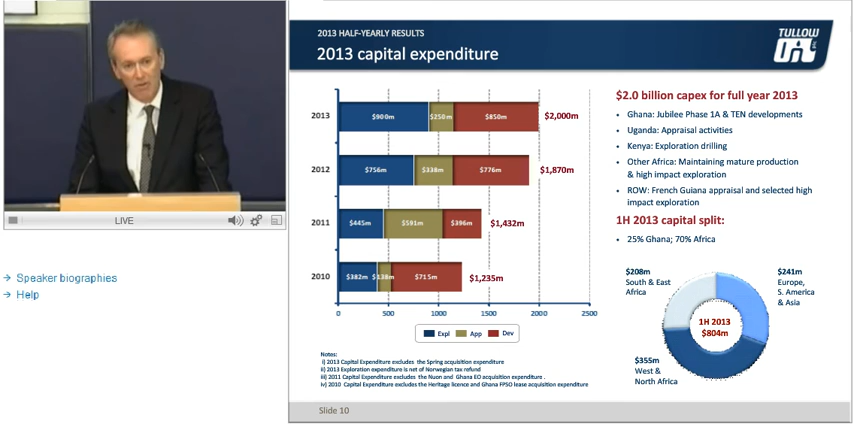 2013 HALF-YEARLY RESULTS
2013 capital expenditure
TULLOW
Oil
plc
LIVE
→ Speaker biographies
→ Help
2013
$900m
$250m
$850m
$2,000m
2012
$756m
$338m
$776m
$1,870m
2011
$445m
$591m
$396m
$1,432m
2010
$382m
$138m
$715m
$1,235m
0
500
1000
1500
2000
2500
Expl
App
Dev
Notes:
i) 2013 Capital Expenditure excludes the Spring acquisition expenditure
ii) 2013 Exploration expenditure is net of Norwegian tax refund
iii) 2011 Capital Expenditure excludes the Nuon and Ghana EO acquisition expenditure .
iv) 2010 Capital Expenditure excludes the Heritage licence and Ghana FPSO lease acquisition expenditure
$2.0 billion capex for full year 2013
• Ghana: Jubilee Phase 1A & TEN developments
• Uganda: Appraisal activities
• Kenya: Exploration drilling
• Other Africa: Maintaining mature production
& high impact exploration
• ROW: French Guiana appraisal and selected high
impact exploration
1H 2013 capital split:
• 25% Ghana; 70% Africa
$208m
South & East
Africa
$241m
Europe,
S. America
& Asia
1H 2013
$804m
$355m
West &
North Africa
Slide 10